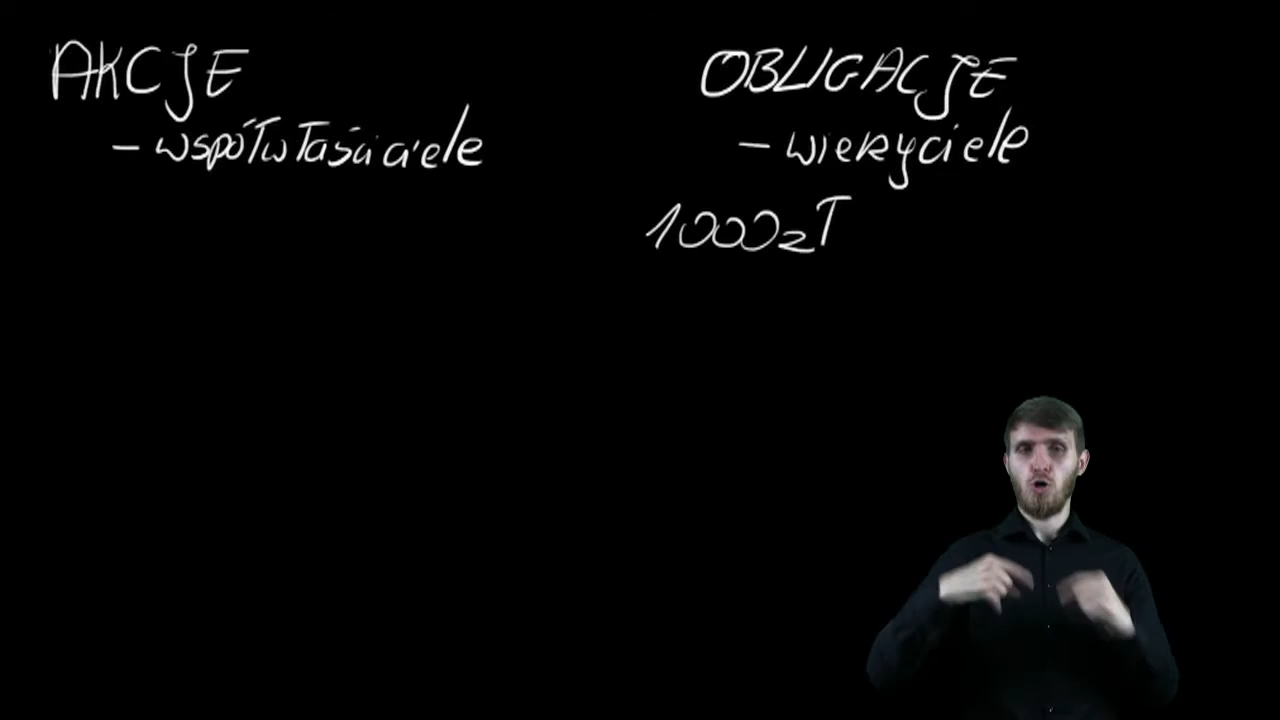 AKCJE
- współwłaściciele
OBLIGACJE
- wierzyciele
1000zł